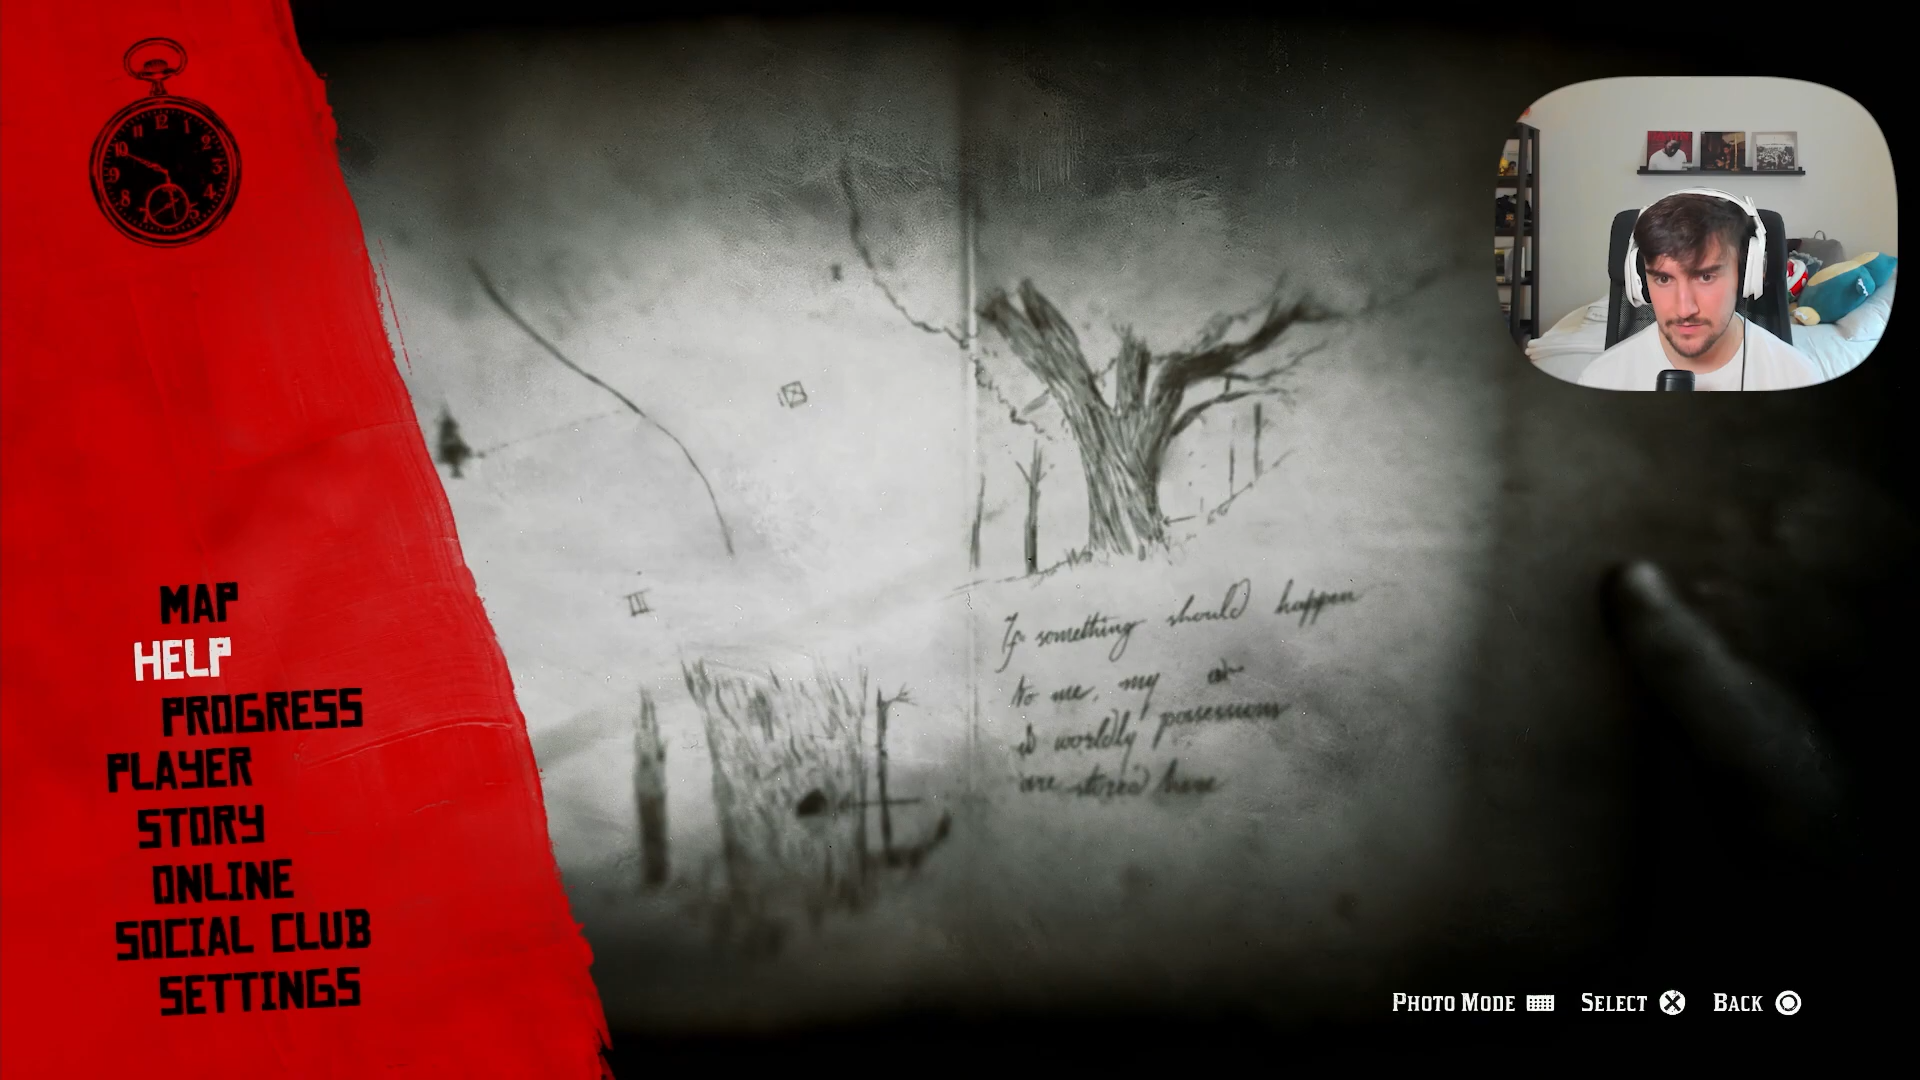 MAP
HELP
PROGRESS
PLAYER
STORY
ONLINE
SOCIAL CLUB
SETTINGS
If something should happen
to me, my
worldly possessions
are stored here
PHOTO MODE SELECT BACK